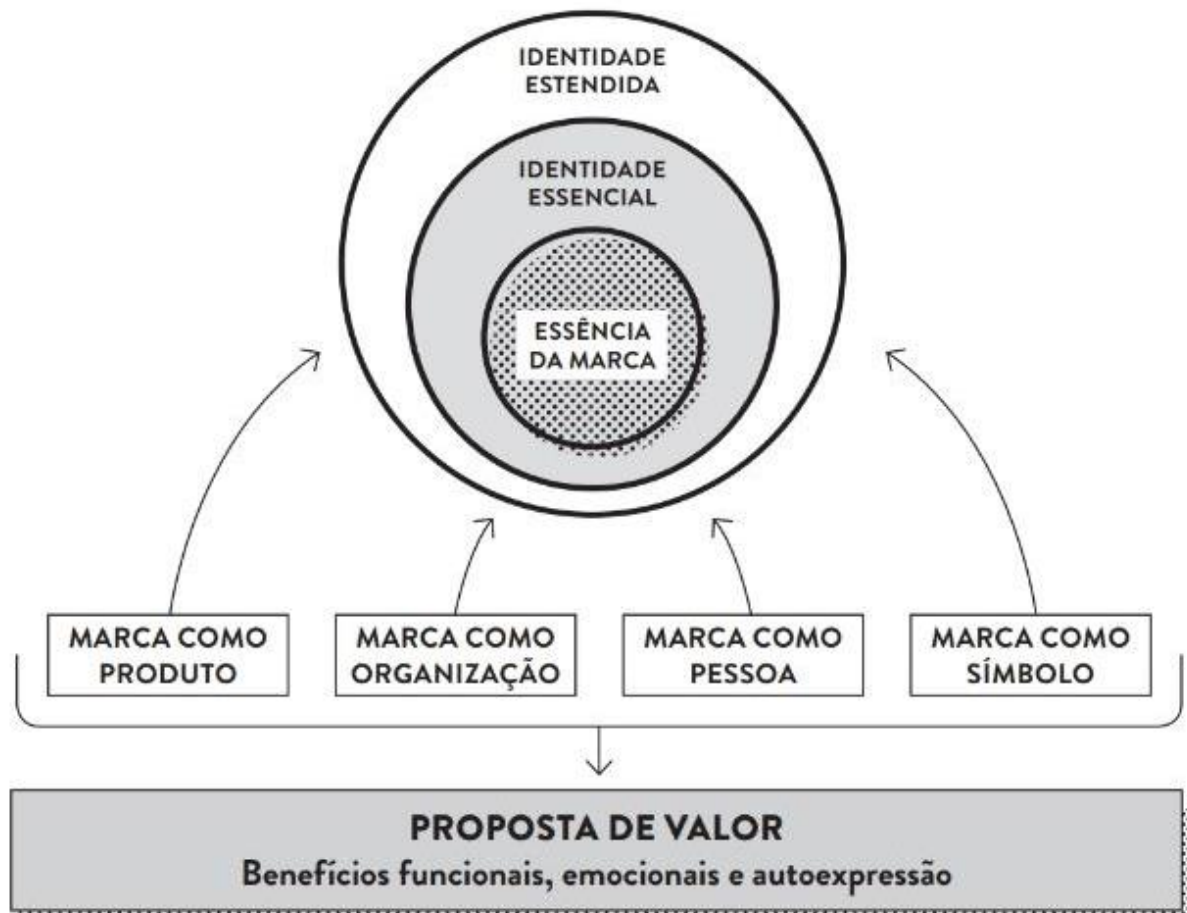 IDENTIDADE
ESTENDIDA
IDENTIDADE
ESSENCIAL
ESSÊNCIA
DA MARCA
MARCA COMO
PRODUTO
MARCA COMO
ORGANIZAÇÃO
MARCA COMO
PESSOA
MARCA COMO
SÍMBOLO
PROPOSTA DE VALOR
Benefícios funcionais, emocionais e autoexpressão